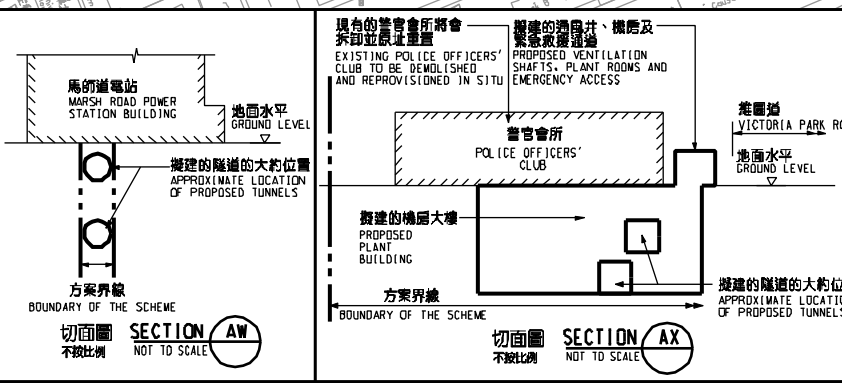 馬師道電站
MARSH ROAD POWER
STATION BUILDING
地面水平
GROUND LEVEL
擬建的隧道的大約位置
APPROXIMATE LOCATION
OF PROPOSED TUNNELS
方案界線
BOUNDARY OF THE SCHEME
切面圖
不按比例
SECTION
NOT TO SCALE
AW
現有的警官會所將會
拆卸並原址重置
EXISTING POLICE OFFICERS'
CLUB TO BE DEMOLISHED
AND REPROVISIONED IN SITU
擬建的通風井、機房及
緊急救援通道
PROPOSED VENTILATION
SHAFTS, PLANT ROOMS AND
EMERGENCY ACCESS
警官會所
POLICE OFFICERS'
CLUB
維園道
VICTORIA PARK RO
地面水平
GROUND LEVEL
擬建的機房大樓
PROPOSED
PLANT
BUILDING
擬建的隧道的大約位
APPROXIMATE LOCATIO
OF PROPOSED TUNNELS
方案界線
BOUNDARY OF THE SCHEME
切面圖
不按比例
SECTION
NOT TO SCALE
AX